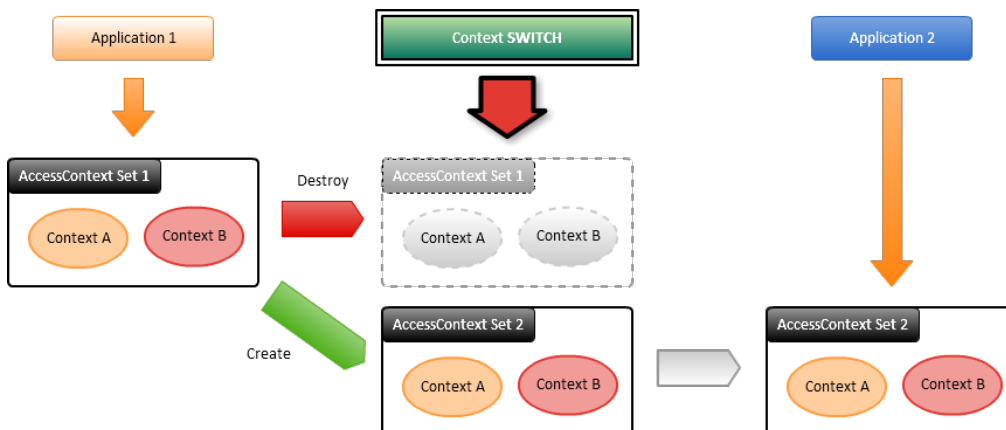 Application 1
Context SWITCH
Application 2
AccessContext Set 1
Context A
Context B
Destroy
AccessContext Set 1
Context A
Context B
Create
AccessContext Set 2
Context A
Context B
AccessContext Set 2
Context A
Context B